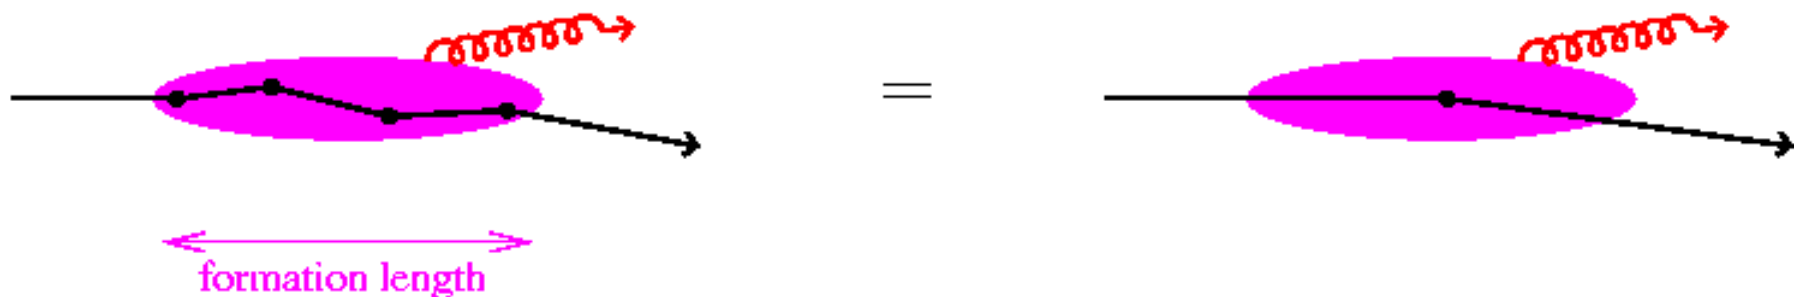 =
formation length